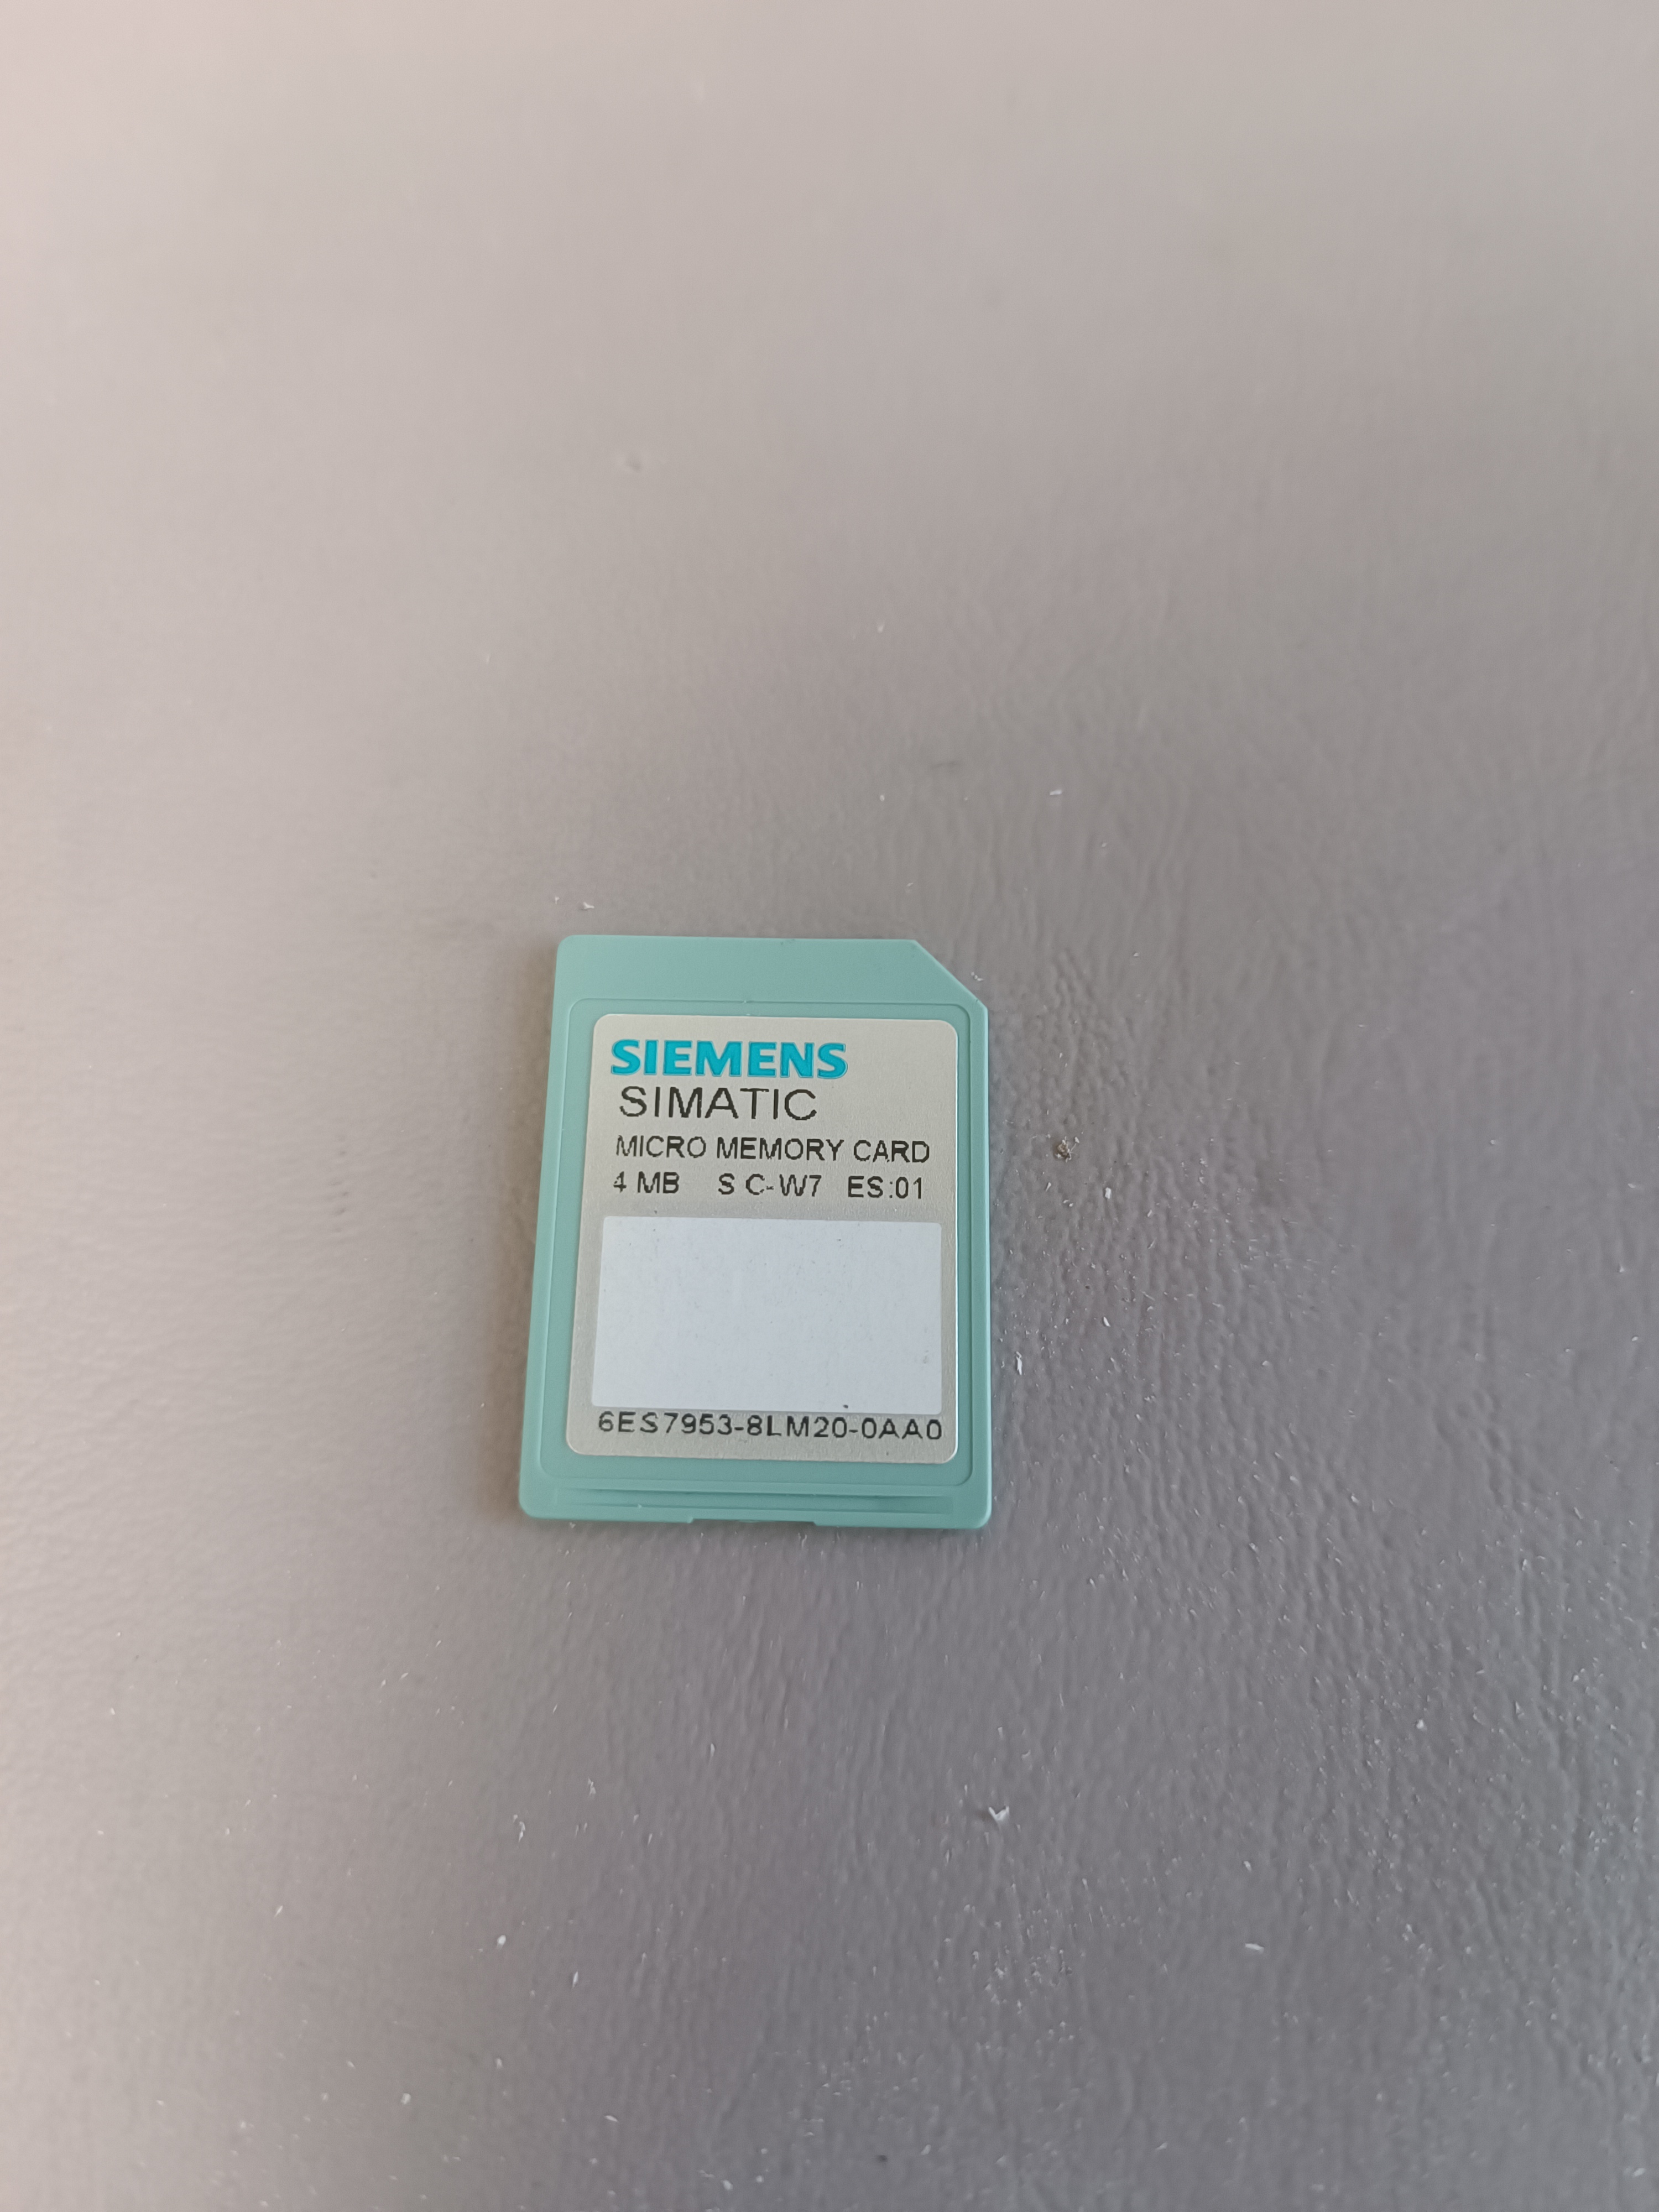 SIEMENS
SIMATIC
MICRO MEMORY CARD
4 MB S C-W7 ES:01
6ES7953-8LM20-0AA0